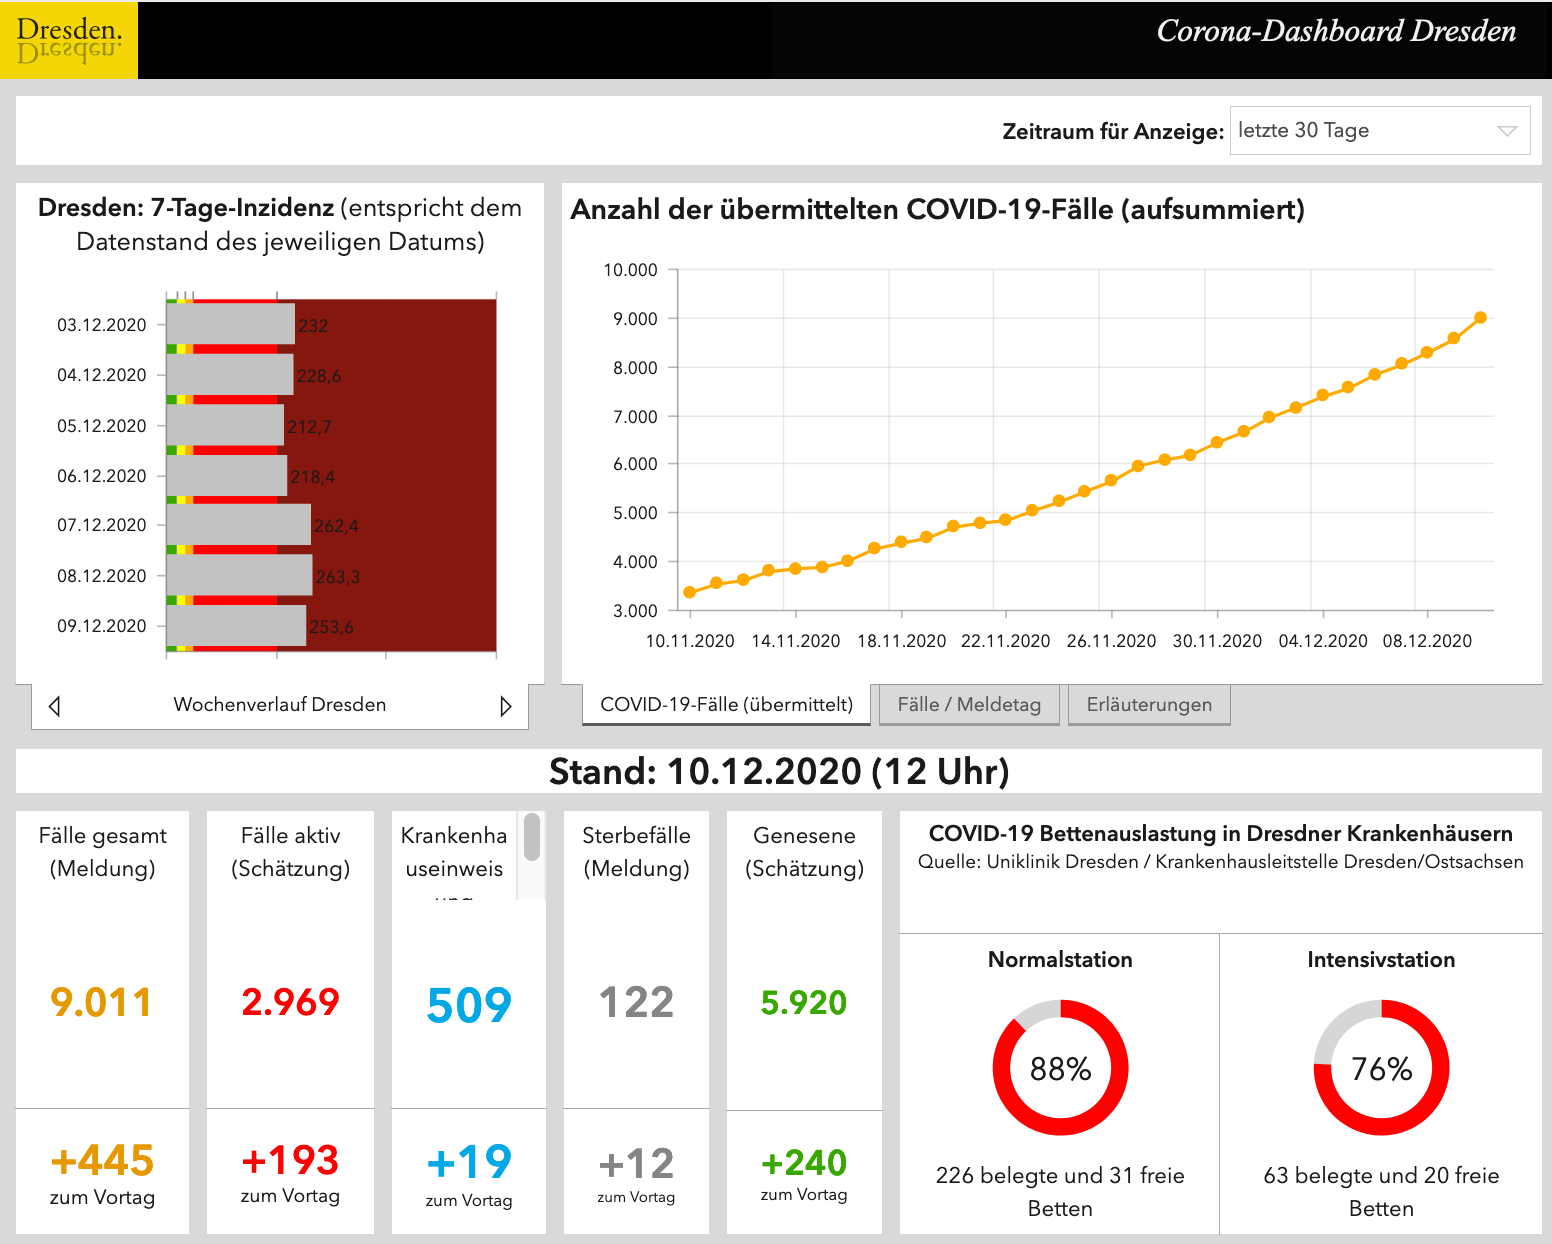 Dresden.
Corona-Dashboard Dresden
Zeitraum für Anzeige: letzte 30 Tage
Dresden: 7-Tage-Inzidenz (entspricht dem
Datenstand des jeweiligen Datums)
03.12.2020 232
04.12.2020 228,6
05.12.2020 212,7
06.12.2020 218,4
07.12.2020 262,4
08.12.2020 263,3
09.12.2020 253,6
Wochenverlauf Dresden
Anzahl der übermittelten COVID-19-Fälle (aufsummiert)
10.000
9.000
8.000
7.000
6.000
5.000
4.000
3.000
10.11.2020 14.11.2020 18.11.2020 22.11.2020 26.11.2020 30.11.2020 04.12.2020 08.12.2020
COVID-19-Fälle (übermittelt) Fälle / Meldetag Erläuterungen
Stand: 10.12.2020 (12 Uhr)
Fälle gesamt
(Meldung)
9.011
+445
zum Vortag
Fälle aktiv
(Schätzung)
2.969
+193
zum Vortag
Krankenha
useinweis
ung
509
+19
zum Vortag
Sterbefälle
(Meldung)
122
+12
zum Vortag
Genesene
(Schätzung)
5.920
+240
zum Vortag
COVID-19 Bettenauslastung in Dresdner Krankenhäusern
Quelle: Uniklinik Dresden / Krankenhausleitstelle Dresden/Ostsachsen
Normalstation
88%
226 belegte und 31 freie
Betten
Intensivstation
76%
63 belegte und 20 freie
Betten